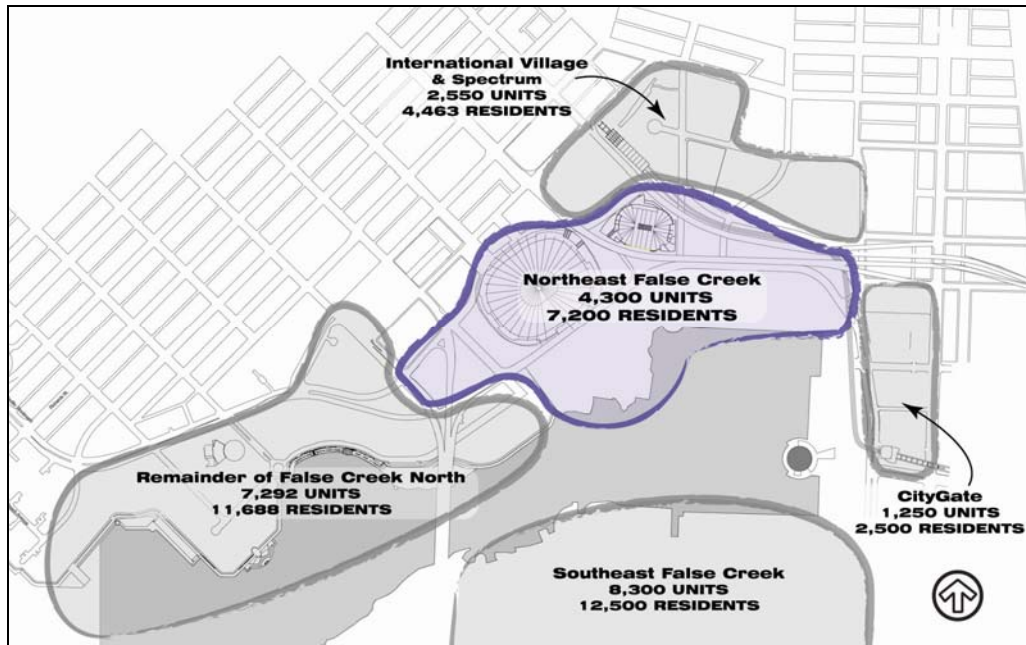 International Village
& Spectrum
2,550 UNITS
4,463 RESIDENTS
Northeast False Creek
4,300 UNITS
7,200 RESIDENTS
Remainder of False Creek North
7,292 UNITS
11,688 RESIDENTS
CityGate
1,250 UNITS
2,500 RESIDENTS
Southeast False Creek
8,300 UNITS
12,500 RESIDENTS